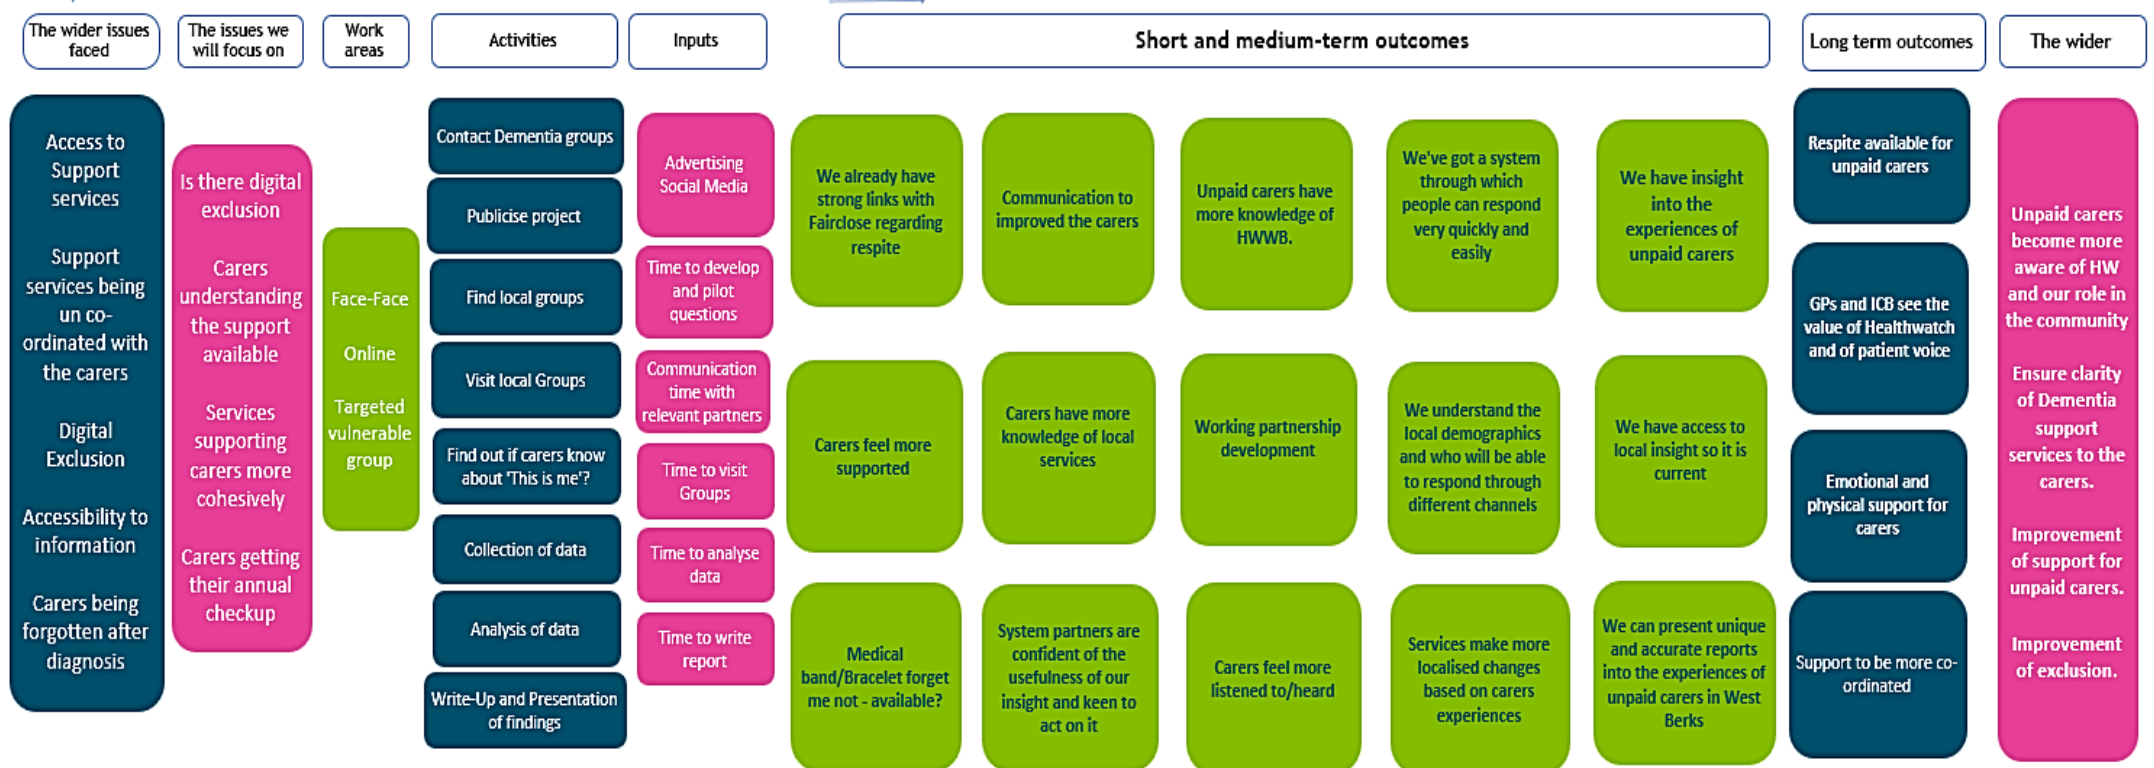 The wider issues
faced
The issues we
will focus on
Work
areas
Activities
Inputs
Short and medium-term outcomes
Long term outcomes
The wider
Access to
Support
services
Support
services being
un co-
ordinated with
the carers
Digital
Exclusion
Accessibility to
information
Carers being
forgotten after
diagnosis
Is there digital
exclusion
Carers
understanding
the support
available
Services
supporting
carers more
cohesively
Carers getting
their annual
checkup
Face-Face
Online
Targeted
vulnerable
group
Contact Dementia groups
Publicise project
Find local groups
Visit local Groups
Find out if carers know
about 'This is me'?
Collection of data
Analysis of data
Write-Up and Presentation
of findings
Advertising
Social Media
Time to develop
and pilot
questions
Communication
time with
relevant partners
Time to visit
Groups
Time to analyse
data
Time to write
report
We already have
strong links with
Fairclose regarding
respite
Communication to
improved the carers
Unpaid carers have
more knowledge of
HWWB.
We've got a system
through which
people can respond
very quickly and
easily
We have insight
into the
experiences of
unpaid carers
Carers feel more
supported
Carers have more
knowledge of local
services
Working partnership
development
We understand the
local demographics
and who will be able
to respond through
different channels
We have access to
local insight so it is
current
Medical
band/Bracelet forget
me not - available?
System partners are
confident of the
usefulness of our
insight and keen to
act on it
Carers feel more
listened to/heard
Services make more
localised changes
based on carers
experiences
We can present unique
and accurate reports
into the experiences of
unpaid carers in West
Berks
Respite available for
unpaid carers
GPs and ICB see the
value of Healthwatch
and of patient voice
Emotional and
physical support for
carers
Support to be more co-
ordinated
Unpaid carers
become more
aware of HW
and our role in
the community
Ensure clarity
of Dementia
support
services to the
carers.
Improvement
of support for
unpaid carers.
Improvement
of exclusion.